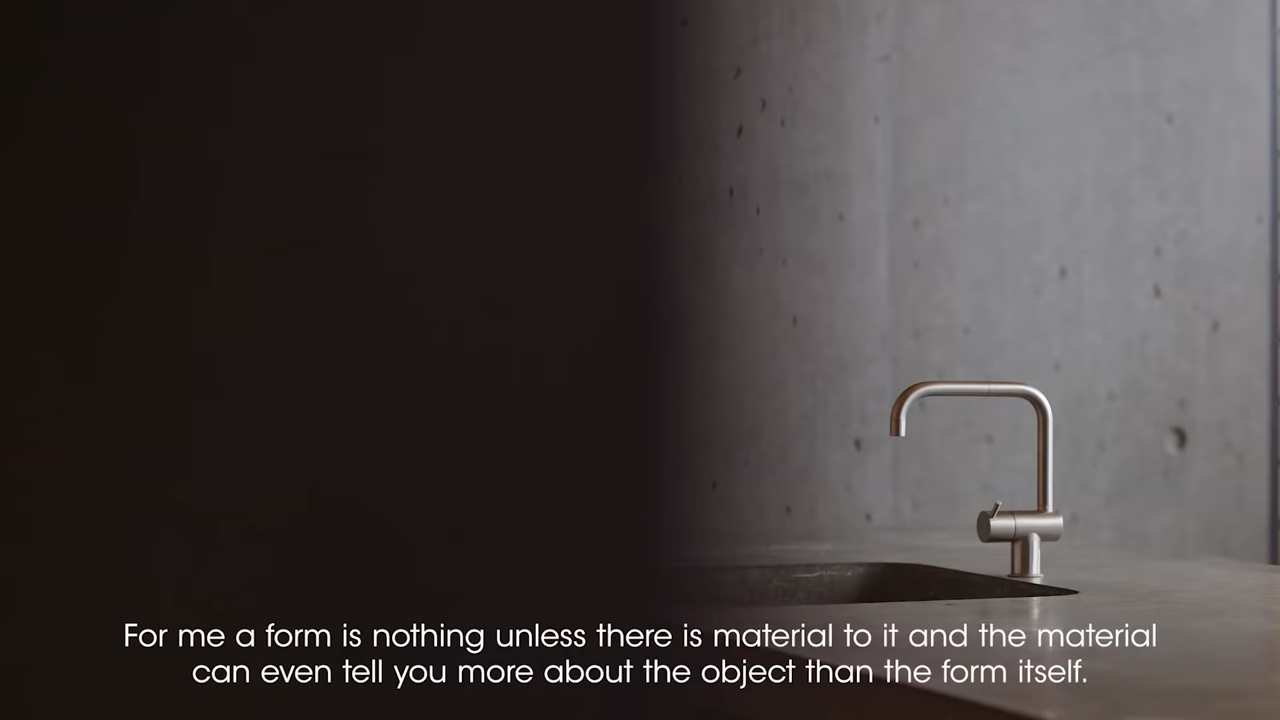 For me a form is nothing unless there is material to it and the material
can even tell you more about the object than the form itself.